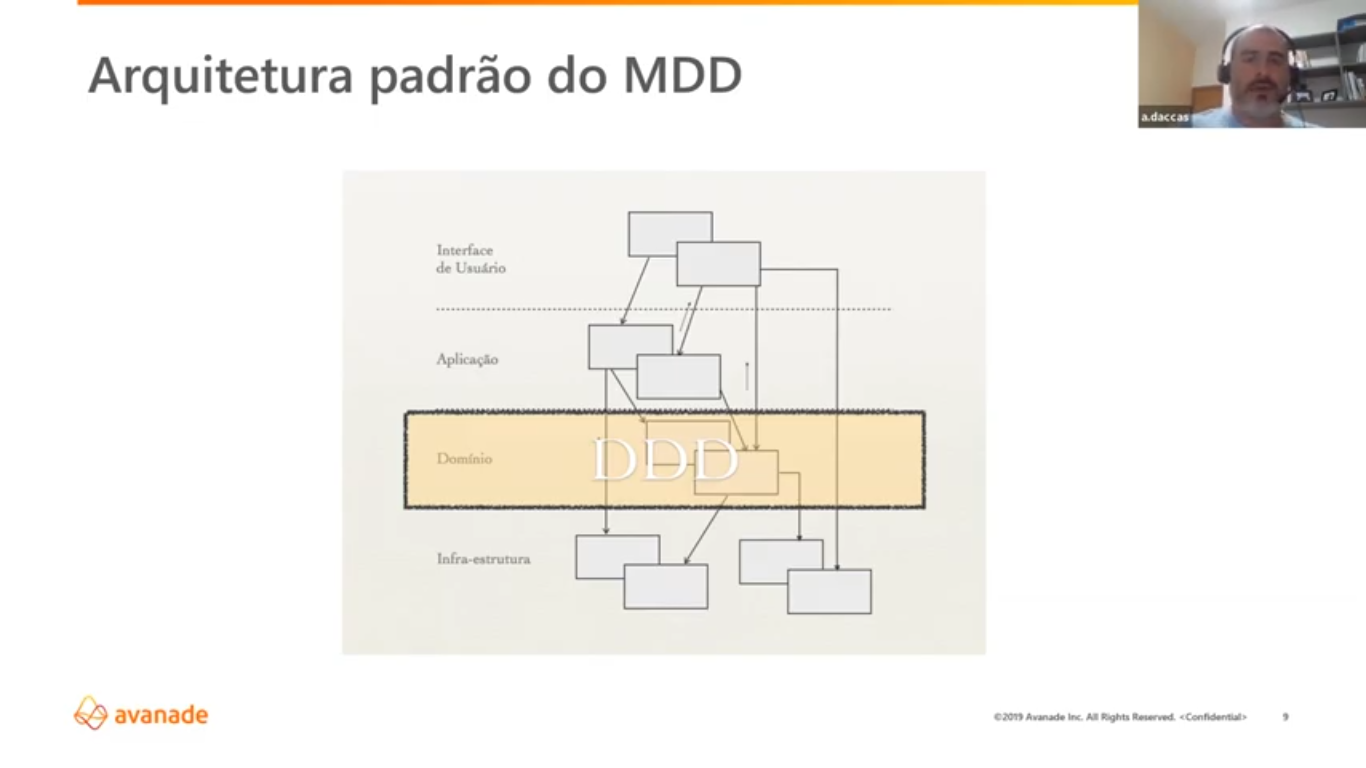 Arquitetura padrão do MDD
a.daccas
Interface
de Usuário
Aplicação
Domínio
DDD
Infra-estrutura
avanade
©2019 Avanade Inc. All Rights Reserved. <Confidential>
9